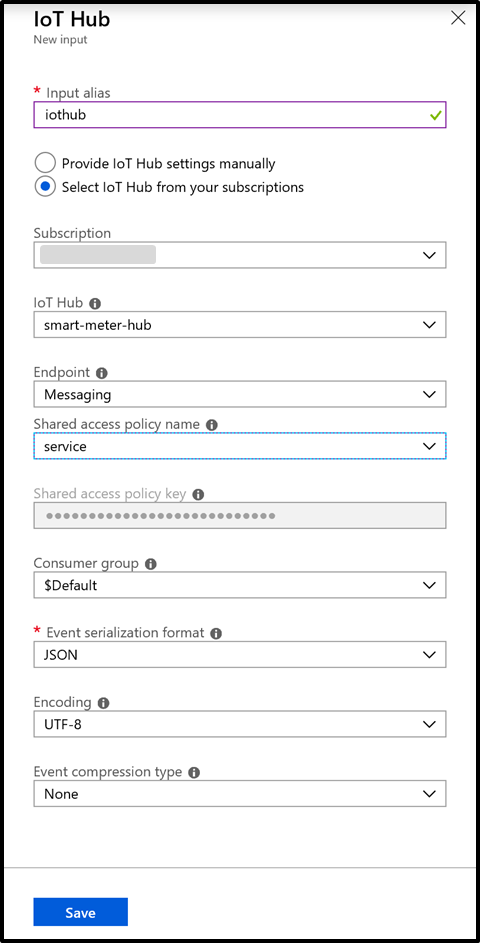 IoT Hub
New input
* Input alias
iothub
Provide IoT Hub settings manually
Select IoT Hub from your subscriptions
Subscription
IoT Hub
smart-meter-hub
Endpoint
Messaging
Shared access policy name
service
Shared access policy key
•••••••••••••••••••••••••••
Consumer group
$Default
* Event serialization format
JSON
Encoding
UTF-8
Event compression type
None
Save